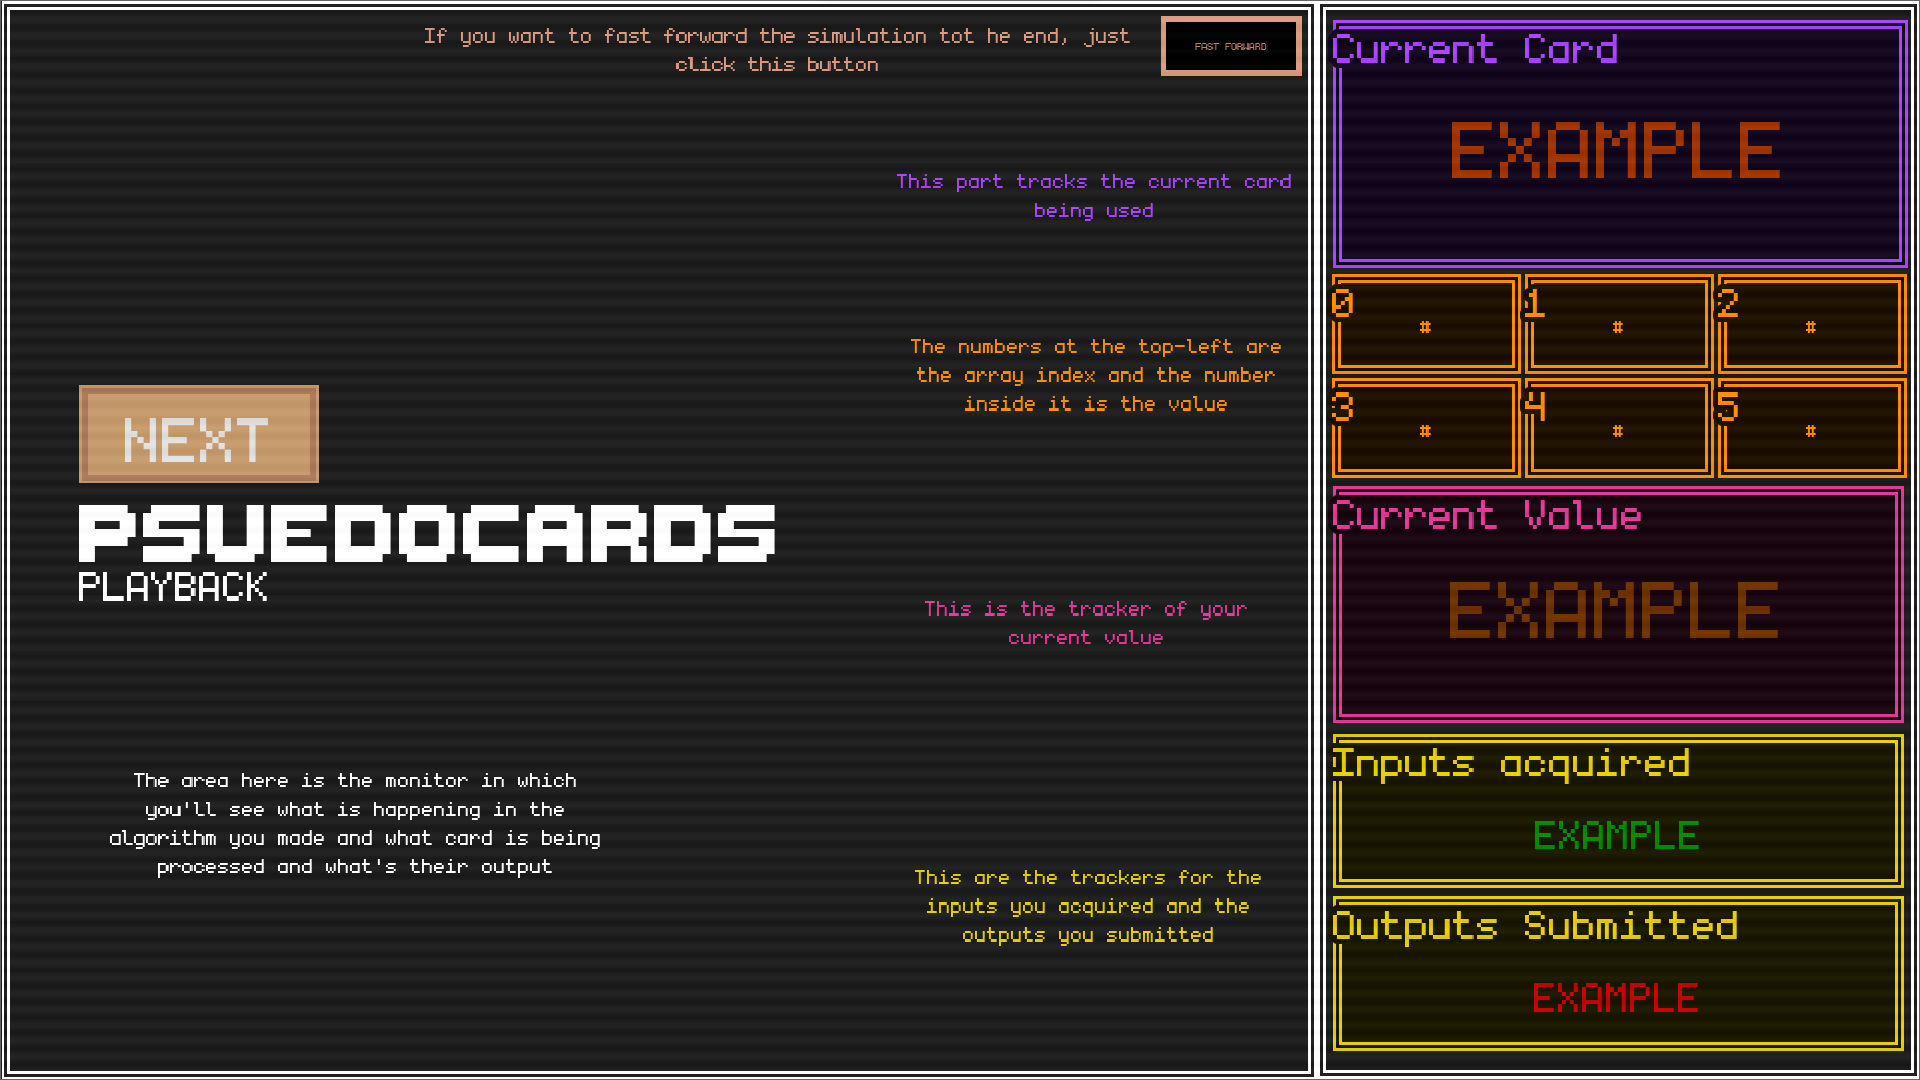 If you want to fast forward the simulation tot he end, just
click this button
FAST FORWARD
This part tracks the current card
being used
The numbers at the top-left are
the array index and the number
inside it is the value
NEXT
PSUEDOCARDS
PLAYBACK
This is the tracker of your
current value
The area here is the monitor in which
you'll see what is happening in the
algorithm you made and what card is being
processed and what's their output
This are the trackers for the
inputs you acquired and the
outputs you submitted
Current Card
EXAMPLE
0 # 1 # 2 #
3 # 4 # 5 #
Current Value
EXAMPLE
Inputs acquired
EXAMPLE
Outputs Submitted
EXAMPLE